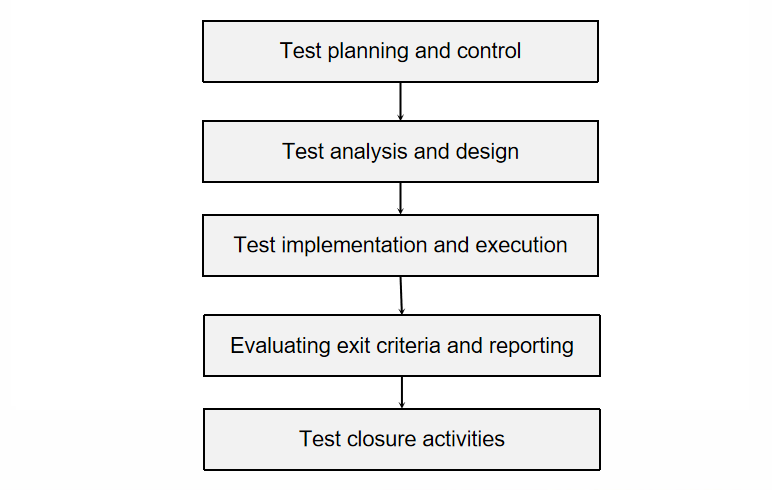 Test planning and control
Test analysis and design
Test implementation and execution
Evaluating exit criteria and reporting
Test closure activities